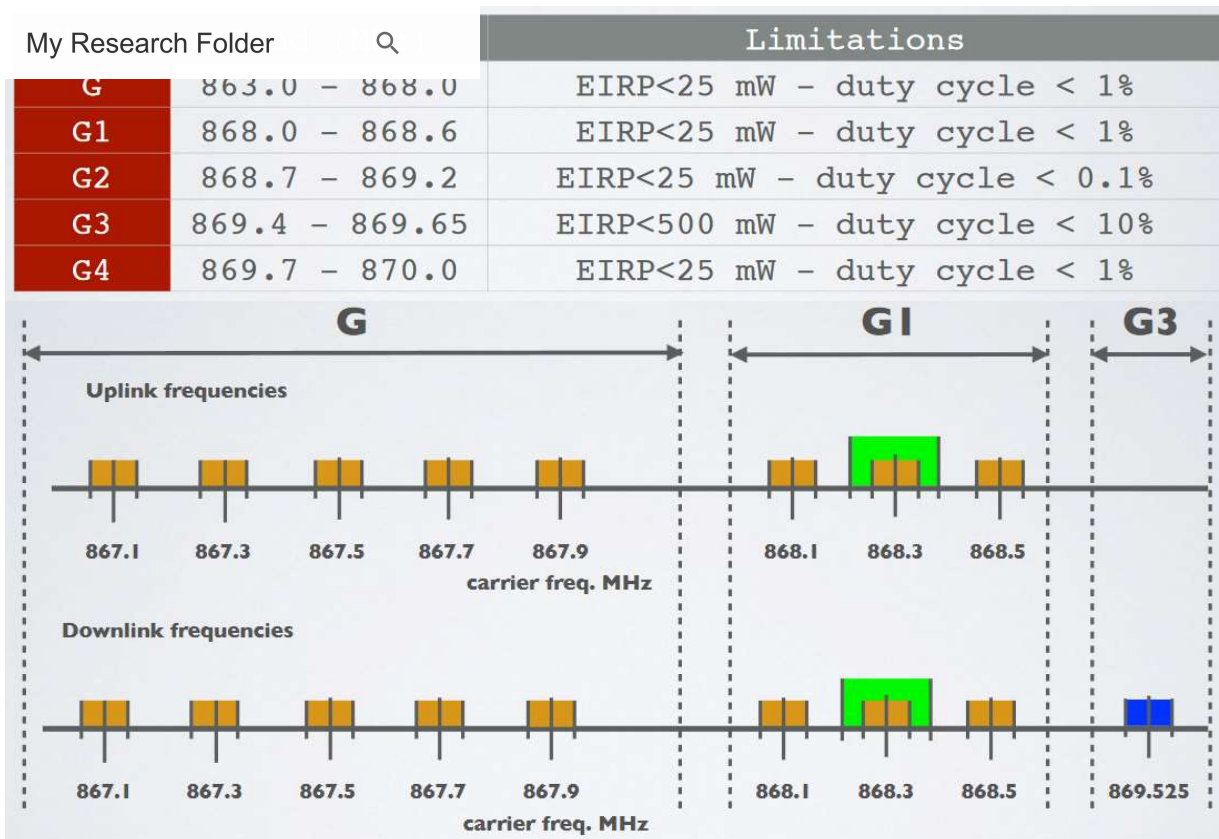 My Research Folder
Limitations
G 863.0 – 868.0 EIRP<25 mW – duty cycle < 1%
G1 868.0 – 868.6 EIRP<25 mW – duty cycle < 1%
G2 868.7 – 869.2 EIRP<25 mW – duty cycle < 0.1%
G3 869.4 – 869.65 EIRP<500 mW – duty cycle < 10%
G4 869.7 – 870.0 EIRP<25 mW – duty cycle < 1%
G G1 G3
Uplink frequencies
867.1 867.3 867.5 867.7 867.9 868.1 868.3 868.5
carrier freq. MHz
Downlink frequencies
867.1 867.3 867.5 867.7 867.9 868.1 868.3 868.5 869.525
carrier freq. MHz